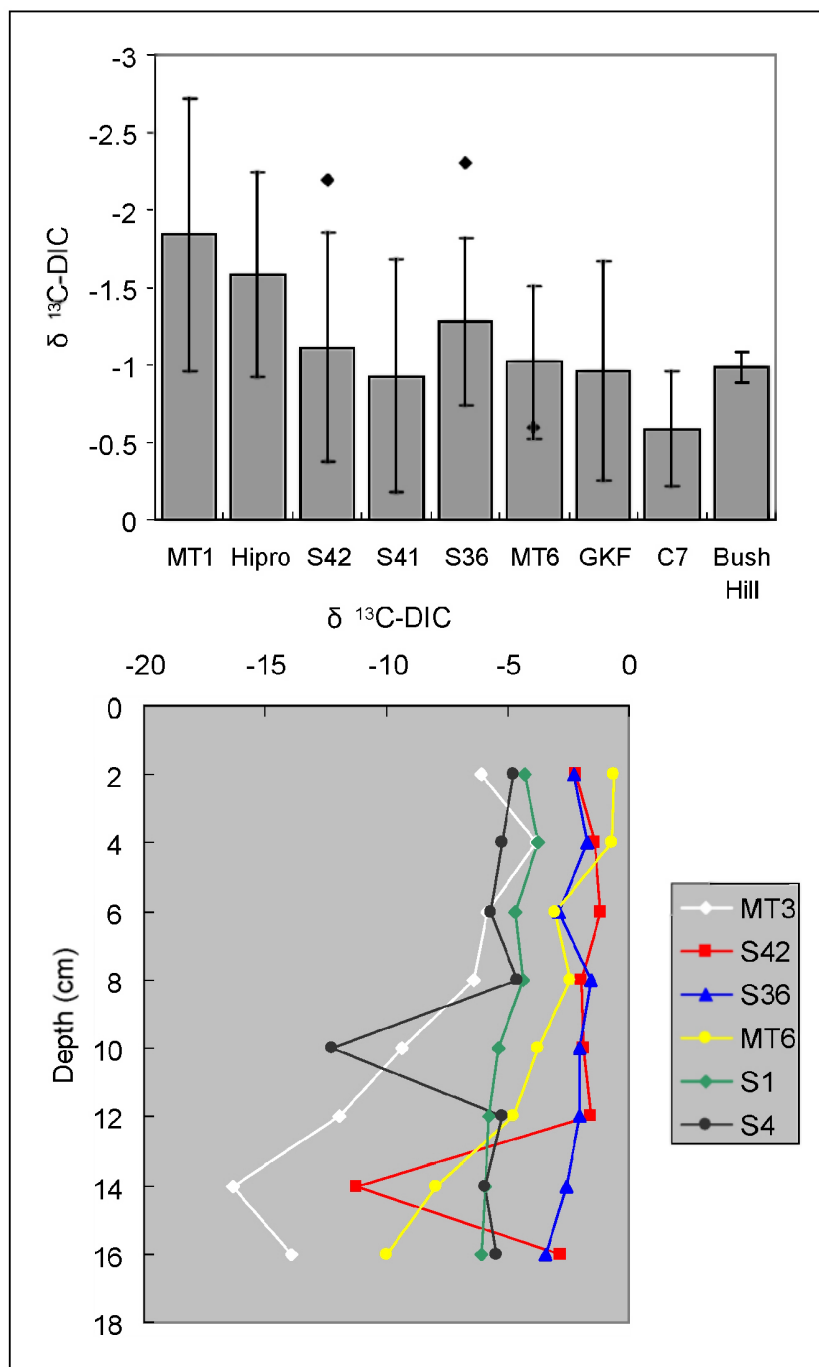 -3
-2.5
-2
-1.5
-1
-0.5
0
δ ¹³C-DIC
MT1 Hipro S42 S41 S36 MT6 GKF C7 Bush Hill
δ ¹³C-DIC
-20 -15 -10 -5 0
0
2
4
6
8
10
12
14
16
18
Depth (cm)
MT3
S42
S36
MT6
S1
S4